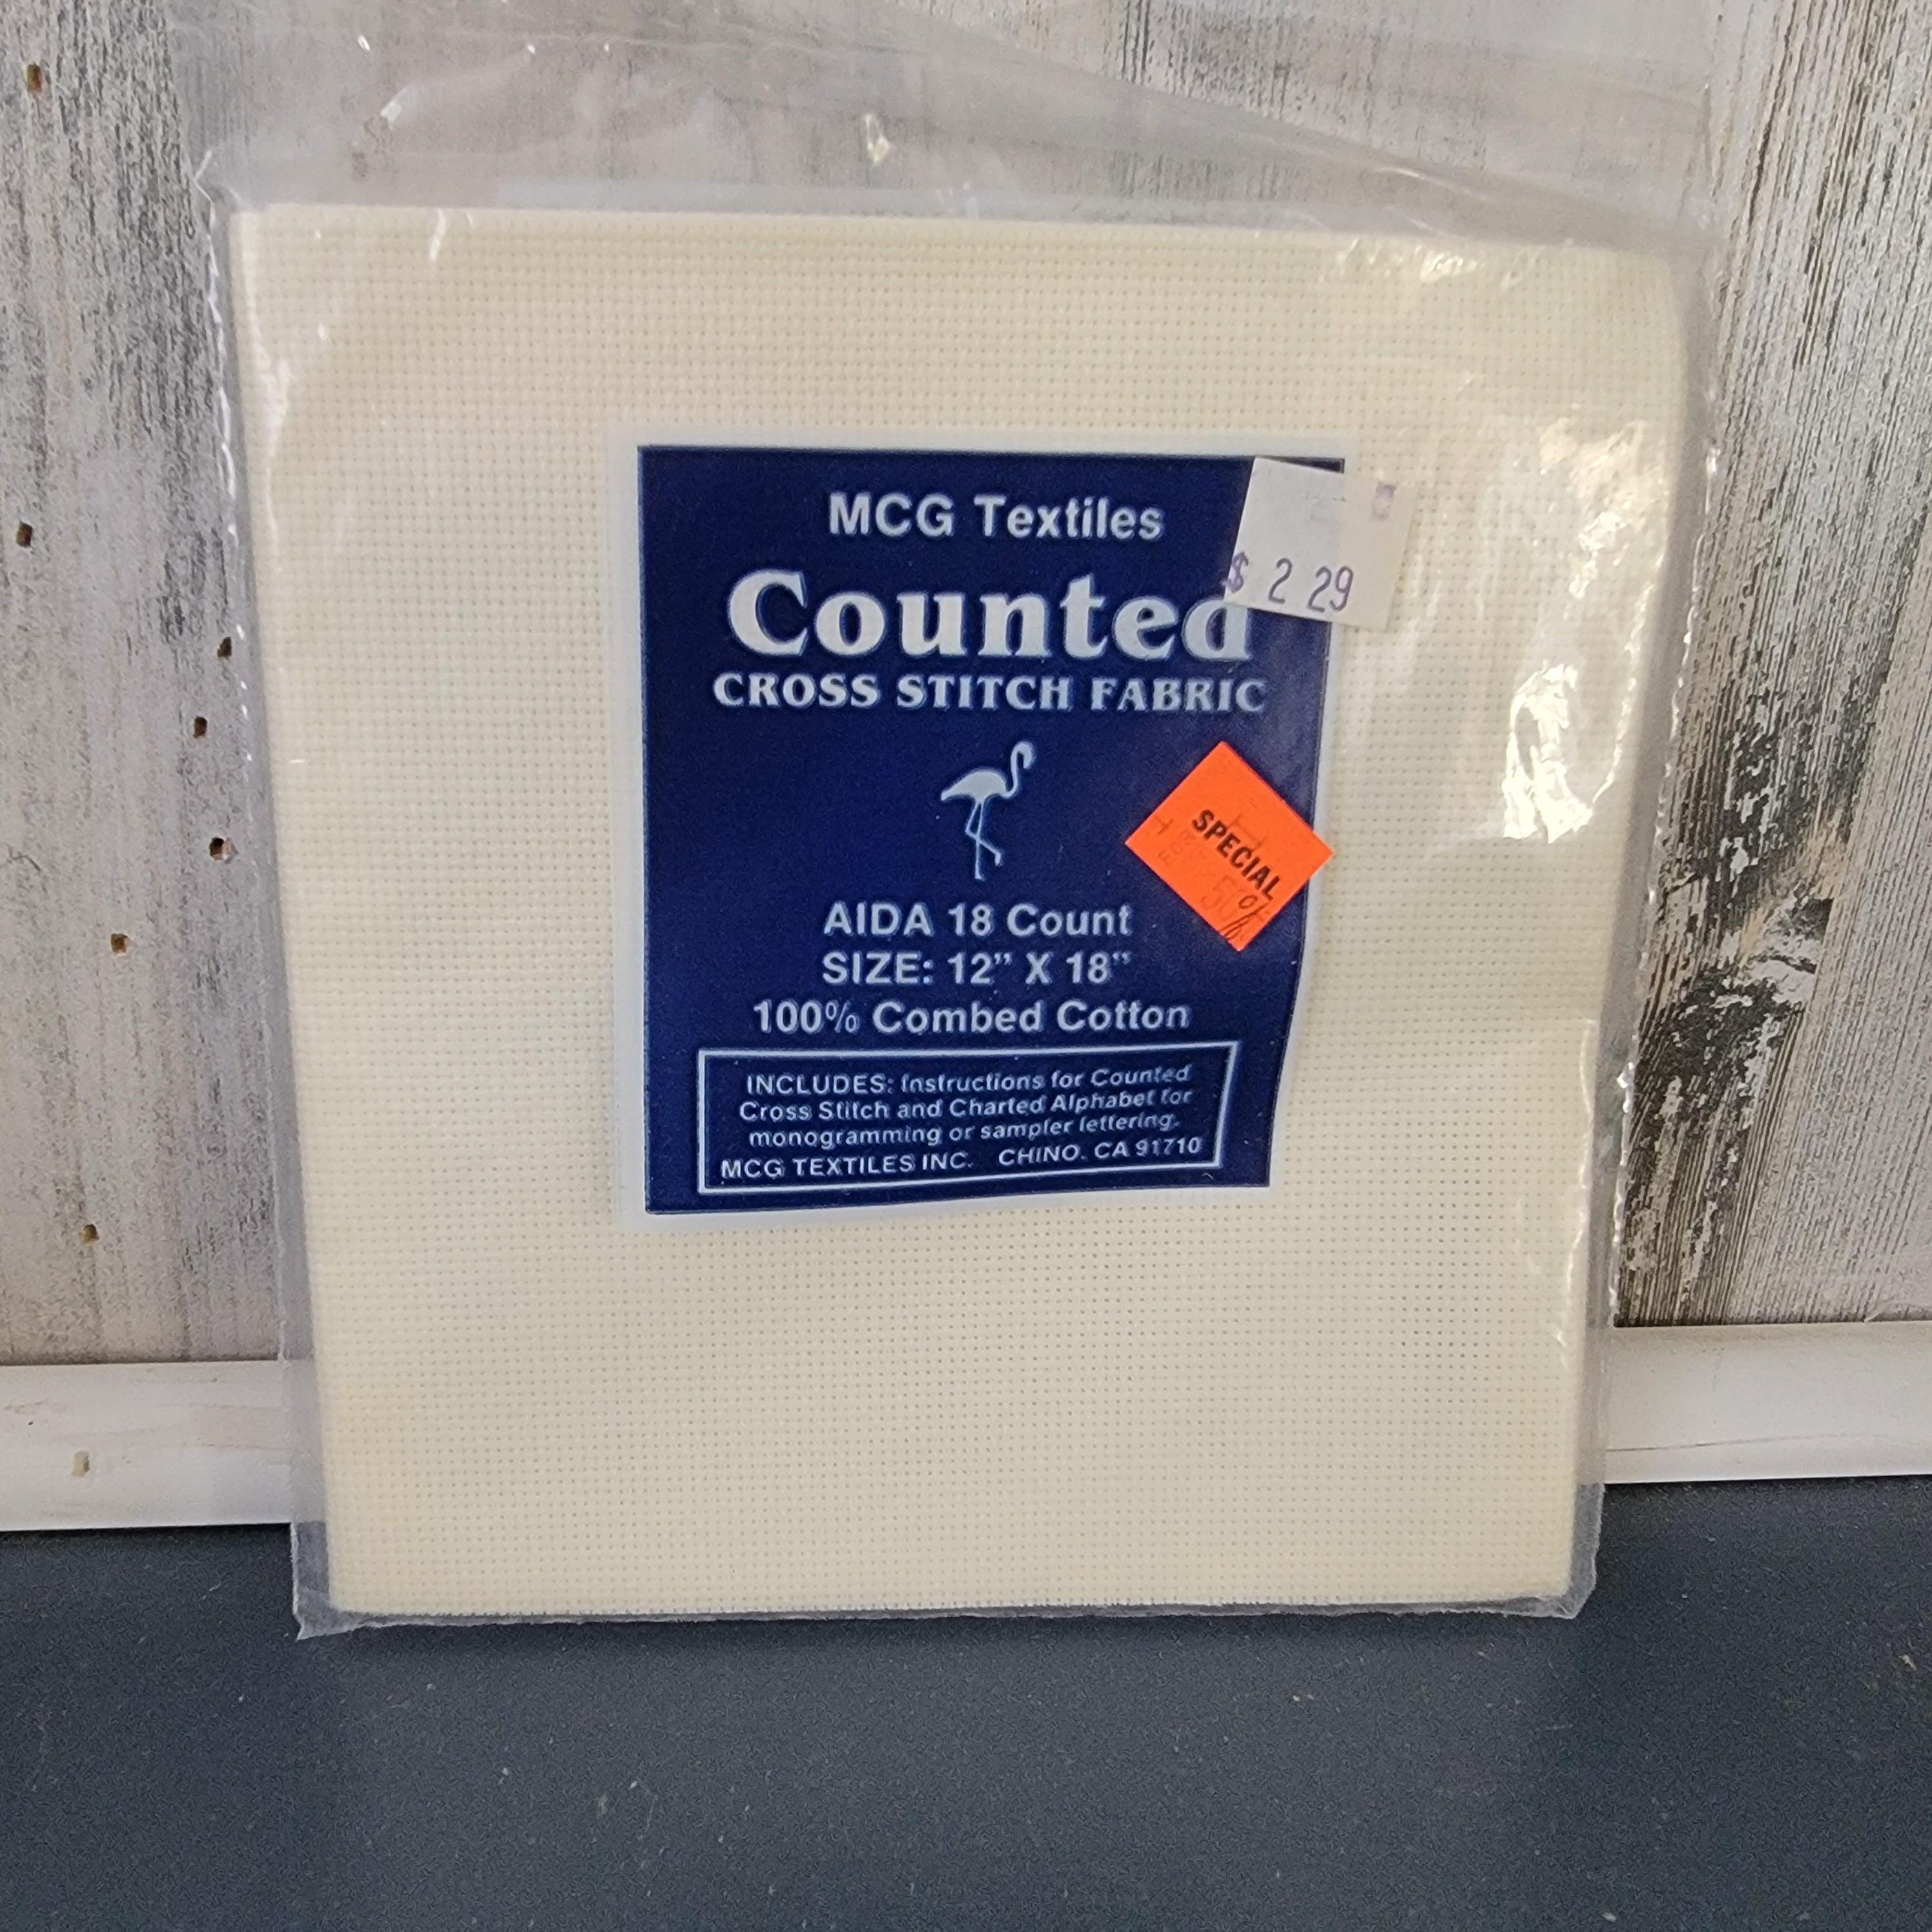 MCG Textiles
$ 2 29
Counted
CROSS STITCH FABRIC
SPECIAL
AIDA 18 Count
SIZE: 12" X 18"
100% Combed Cotton
INCLUDES: Instructions for Counted
Cross Stitch and Charted Alphabet for
monogramming or sampler lettering.
MCG TEXTILES INC. CHINO. CA 91710